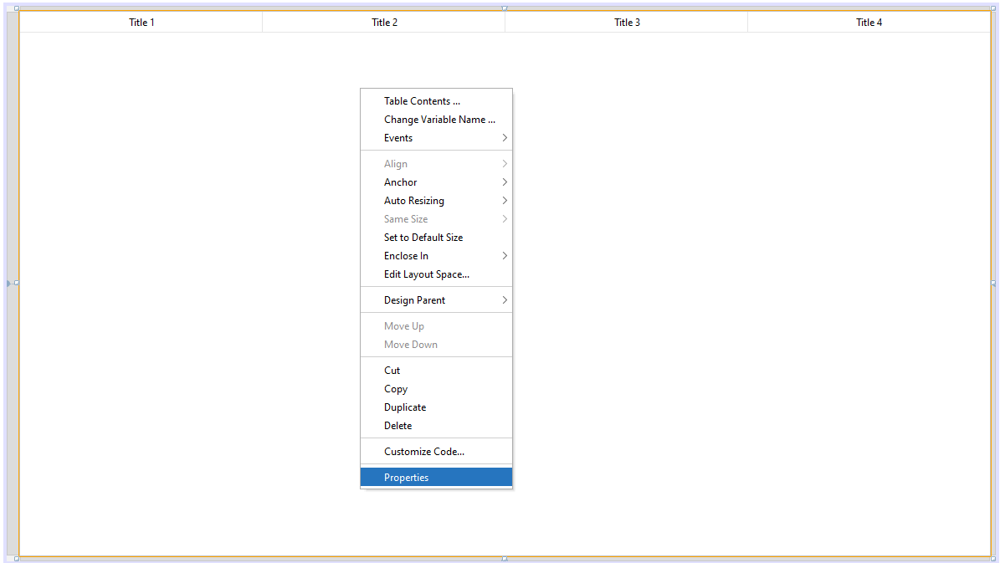 Title 1 Title 2 Title 3 Title 4
Table Contents ...
Change Variable Name ...
Events
Align
Anchor
Auto Resizing
Same Size
Set to Default Size
Enclose In
Edit Layout Space...
Design Parent
Move Up
Move Down
Cut
Copy
Duplicate
Delete
Customize Code...
Properties